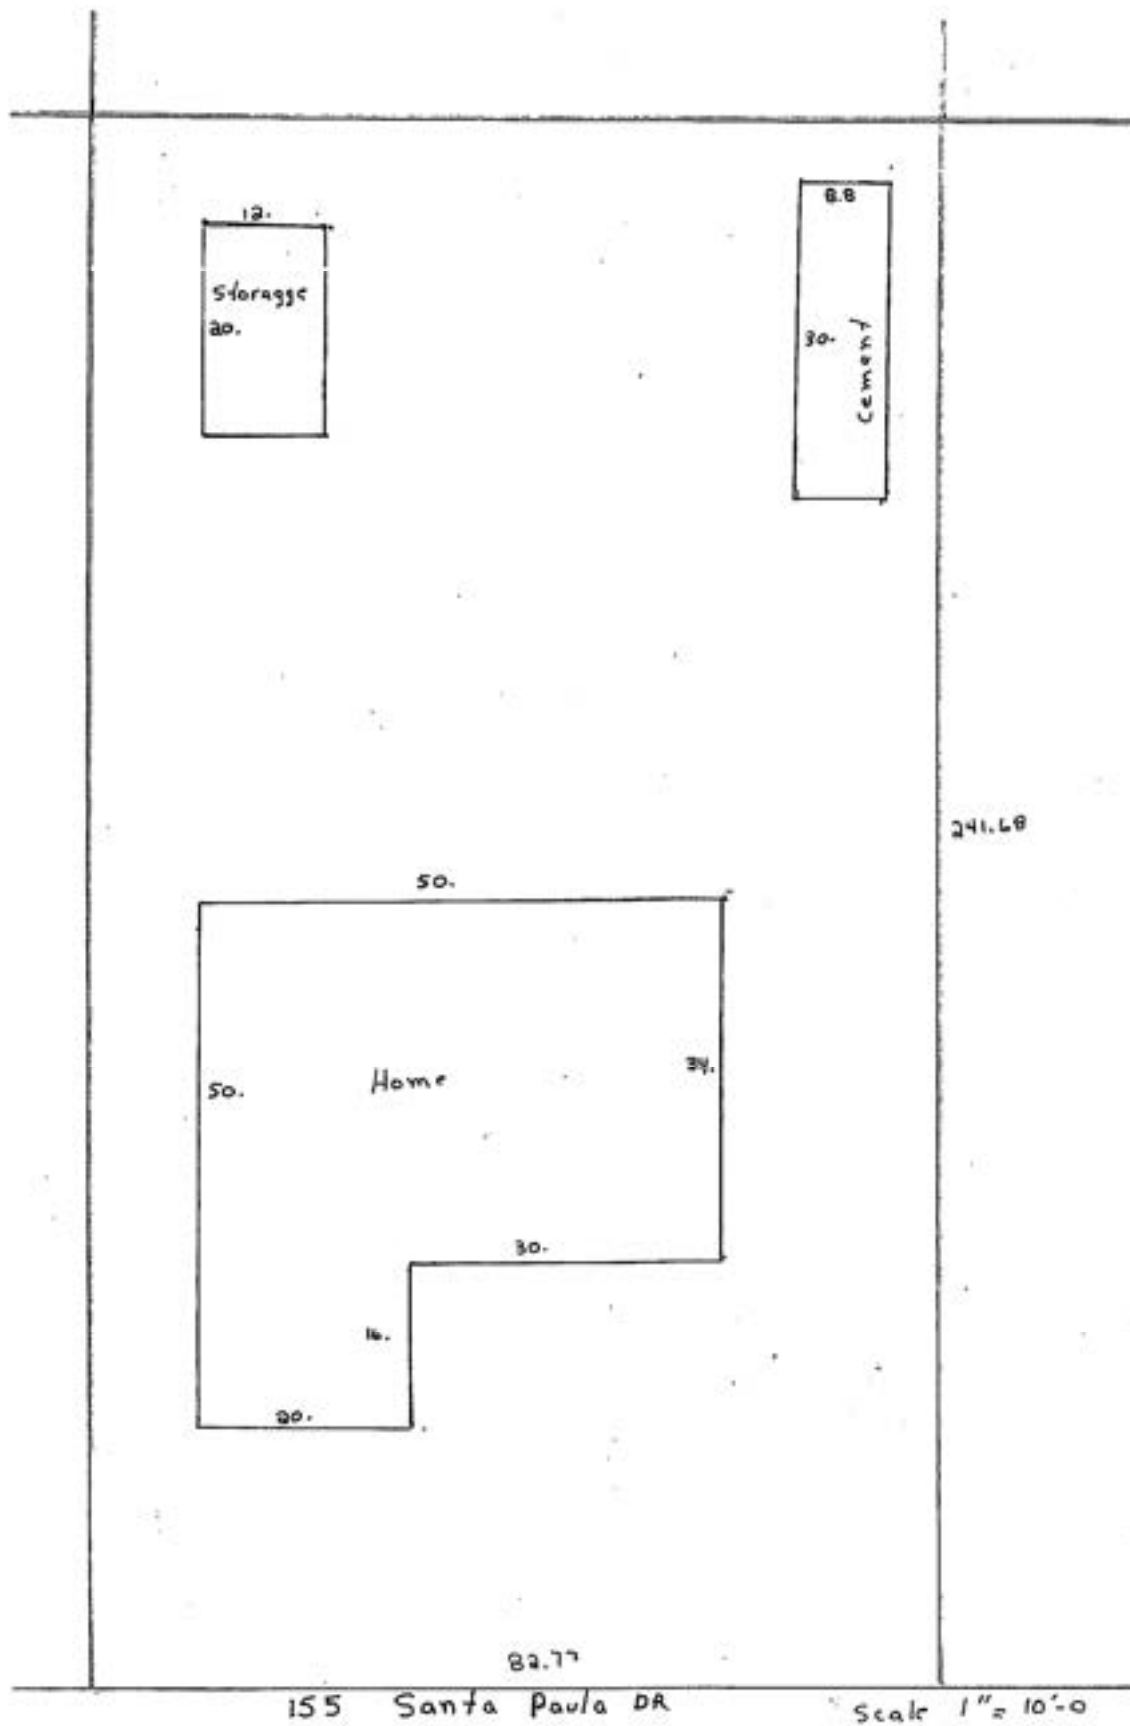 12.
8.8
Storagge
20.
30.
Cement
241.68
50.
50.
Home
34.
30.
16.
20.
82.77
155 Santa Paula DR
Scale 1"= 10'-0